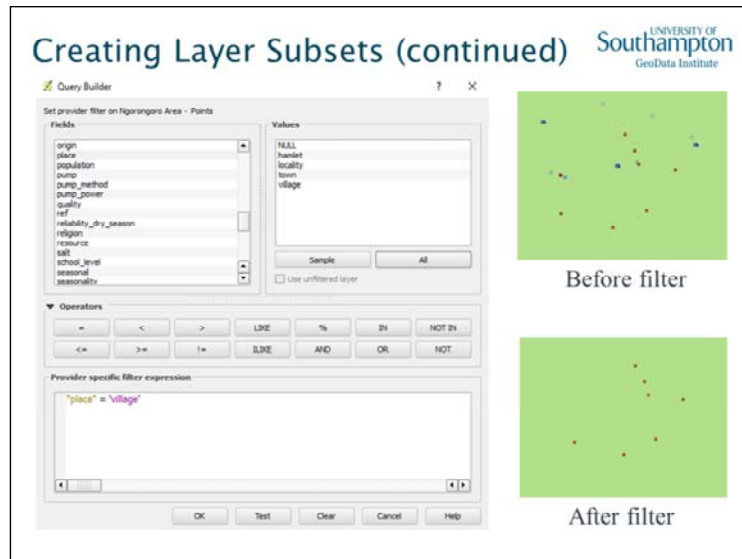 Creating Layer Subsets (continued)
UNIVERSITY OF
Southampton
GeoData Institute
Query Builder
?
Set provider filter on Ngorongoro Area - Points
Fields
origin
place
population
pump
pump_method
pump_power
quality
ref
reliability_dry_season
religion
resource
salt
school_level
seasonal
seasonality
Values
NULL
hamlet
locality
town
village
Sample
All
Use unfiltered layer
Operators
= < > LIKE % IN NOT IN
<= >= != ILIKE AND OR NOT
Provider specific filter expression
"place" = 'village'
OK Test Clear Cancel Help
Before filter
After filter